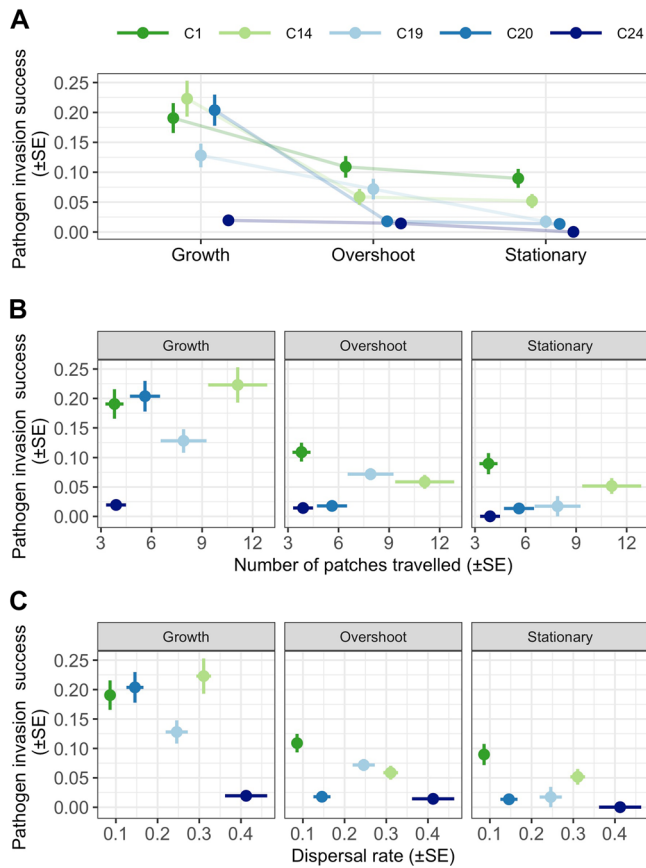 A
C1 C14 C19 C20 C24
Pathogen invasion success
(±SE)
0.25
0.20
0.15
0.10
0.05
0.00
Growth Overshoot Stationary
B
Growth Overshoot Stationary
Pathogen invasion success
(±SE)
0.25
0.20
0.15
0.10
0.05
0.00
3 6 9 12 3 6 9 12 3 6 9 12
Number of patches travelled (±SE)
C
Growth Overshoot Stationary
Pathogen invasion success
(±SE)
0.25
0.20
0.15
0.10
0.05
0.00
0.1 0.2 0.3 0.4 0.1 0.2 0.3 0.4 0.1 0.2 0.3 0.4
Dispersal rate (±SE)